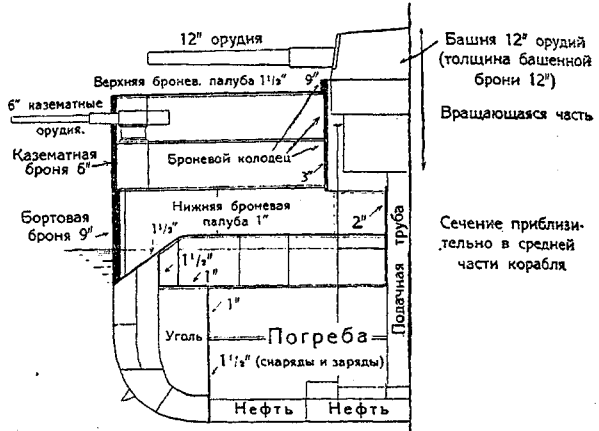 12" орудия
Башня 12" орудий
(толщина башенной
брони 12")
Верхняя бронев. палуба 1½"
9"
6" казематные
орудия.
Вращающаяся часть
Казематная
броня 6"
Броневой колодец
3"
Нижняя броневая
палуба 1"
Бортовая
броня 9"
1½"
2"
Сечение приблизи-
тельно в средней
части корабля
1½"
1"
Подачная труба
1"
Уголь
Погреба
1½" (снаряды и заряды)
Нефть
Нефть